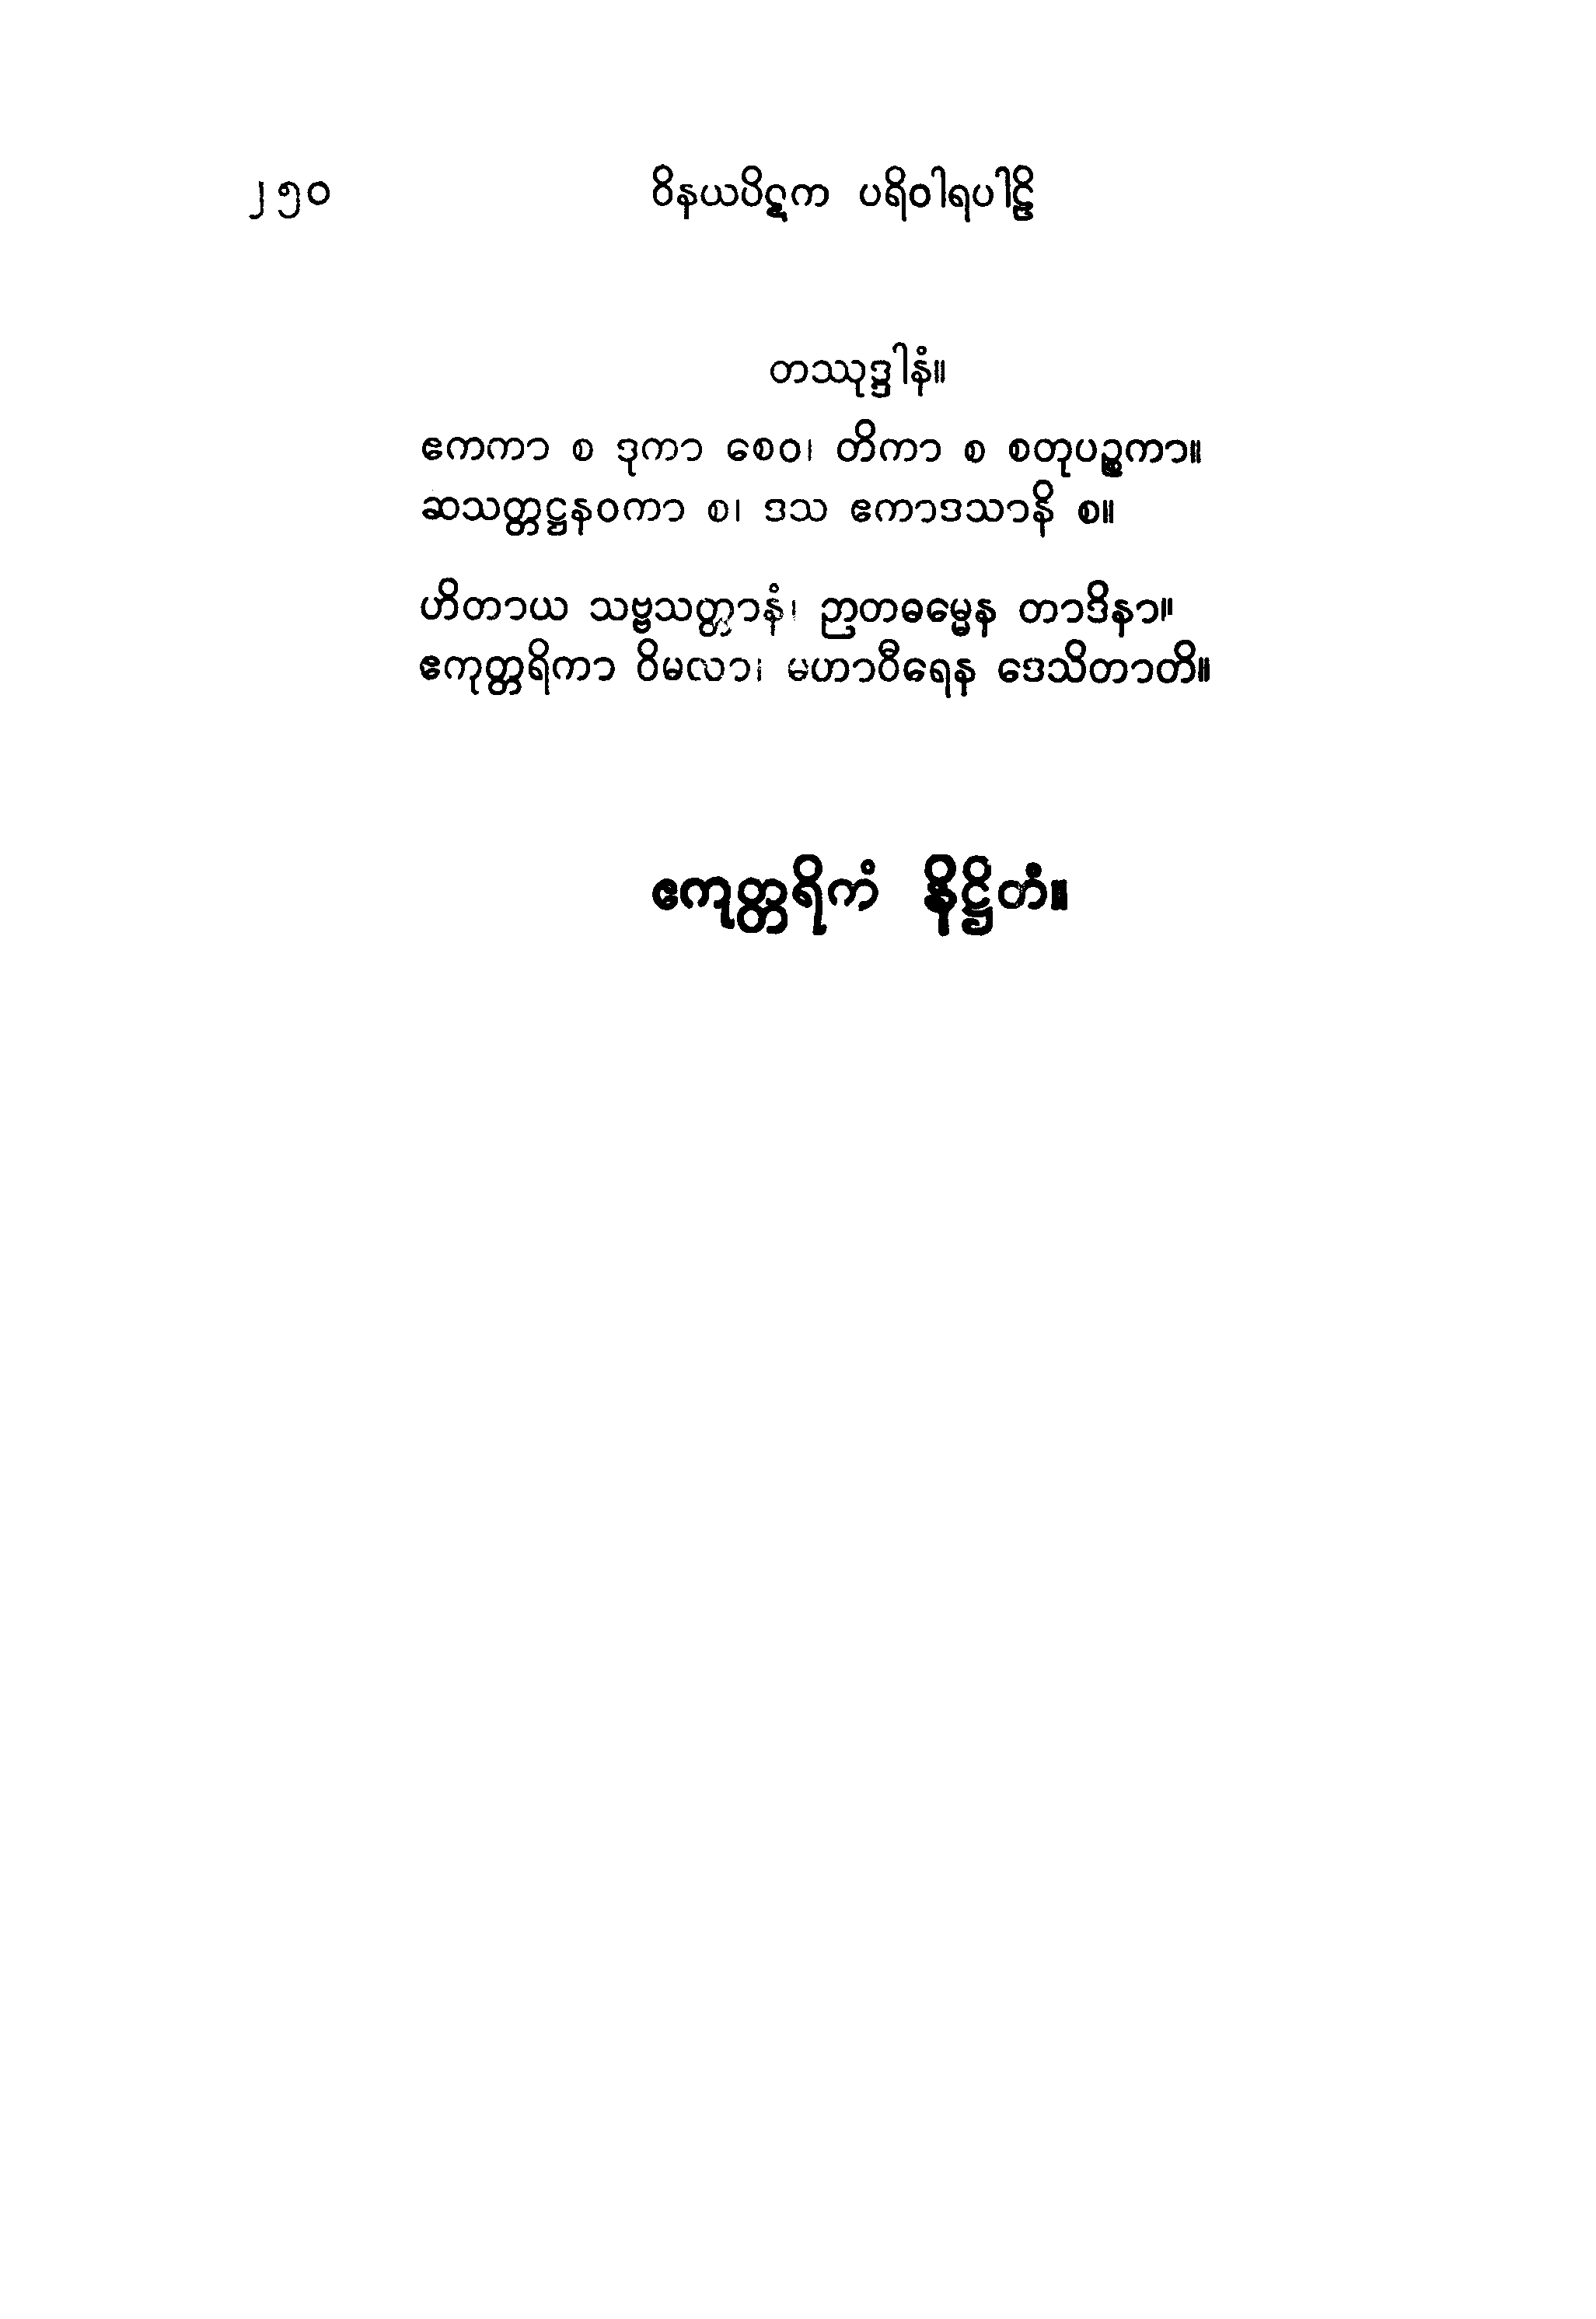 ၂၅၀ ဝိနယပိဋက ပရိဝါရပါဠိ
တဿုဒ္ဒါနံ။
ဧကကာ စ ဒုကာ စေဝ၊ တိကာ စ စတုပဉ္စကာ။
ဆသတ္တဋ္ဌနဝကာ စ၊ ဒသ ဧကာဒသာနိ စ။
ဟိတာယ သဗ္ဗသတ္တာနံ၊ ဉာတဓမ္မေန တာဒိနာ။
ဧကုတ္တရိကာ ဝိမလာ၊ မဟာဝီရေန ဒေသိတာတိ။
ဧကုတ္တရိကံ နိဋ္ဌိတံ။